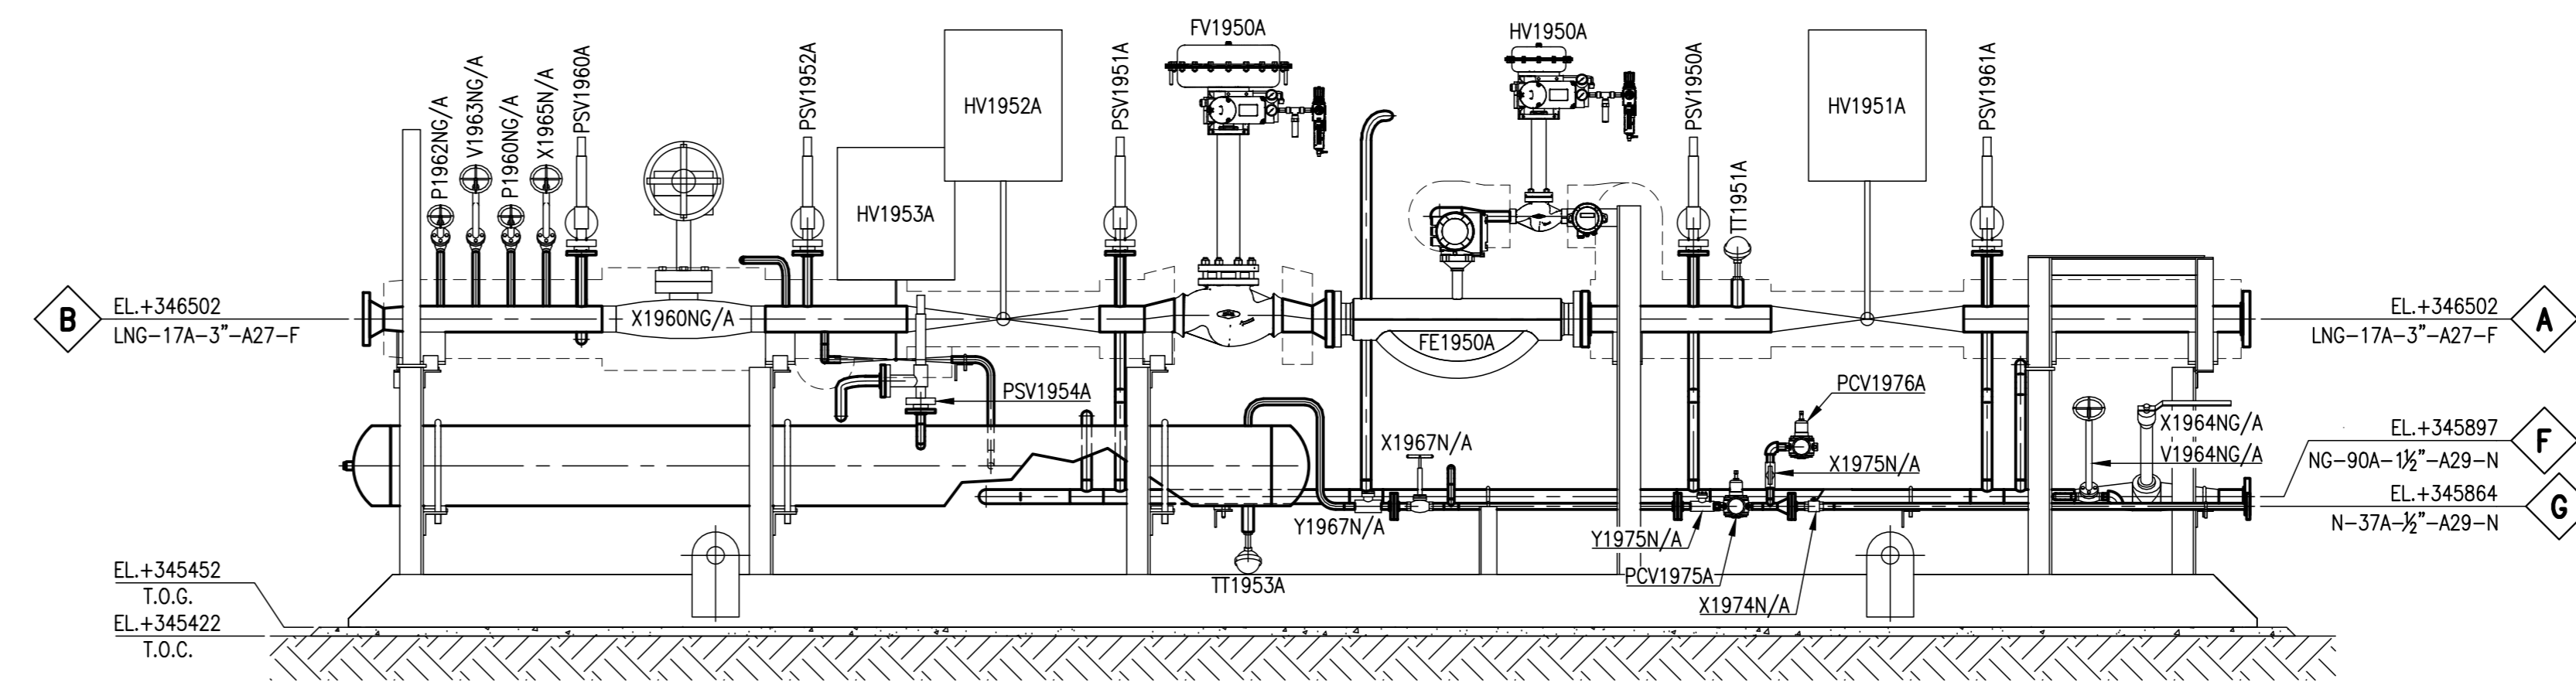 FV1950A
HV1950A
P1962NG/A
V1963NG/A
P1960NG/A
X1965N/A
PSV1960A
PSV1952A
HV1952A
PSV1951A
PSV1950A
TT1951A
HV1951A
PSV1961A
HV1953A
B
EL.+346502
LNG-17A-3"-A27-F
X1960NG/A
FE1950A
EL.+346502
LNG-17A-3"-A27-F
A
PSV1954A
PCV1976A
X1967N/A
X1975N/A
X1964NG/A
V1964NG/A
EL.+345897
NG-90A-1½"-A29-N
F
EL.+345864
N-37A-½"-A29-N
G
Y1967N/A
Y1975N/A
TT1953A
PCV1975A
X1974N/A
EL.+345452
T.O.G.
EL.+345422
T.O.C.